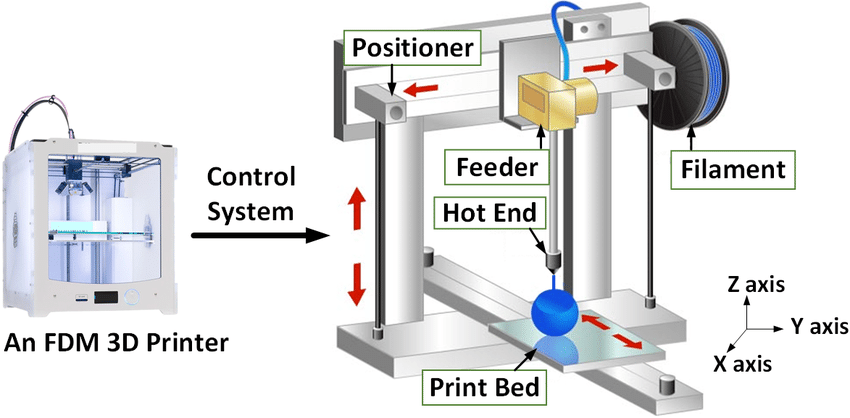 Positioner
Feeder
Filament
Control
System
Hot End
Z axis
Y axis
X axis
An FDM 3D Printer
Print Bed